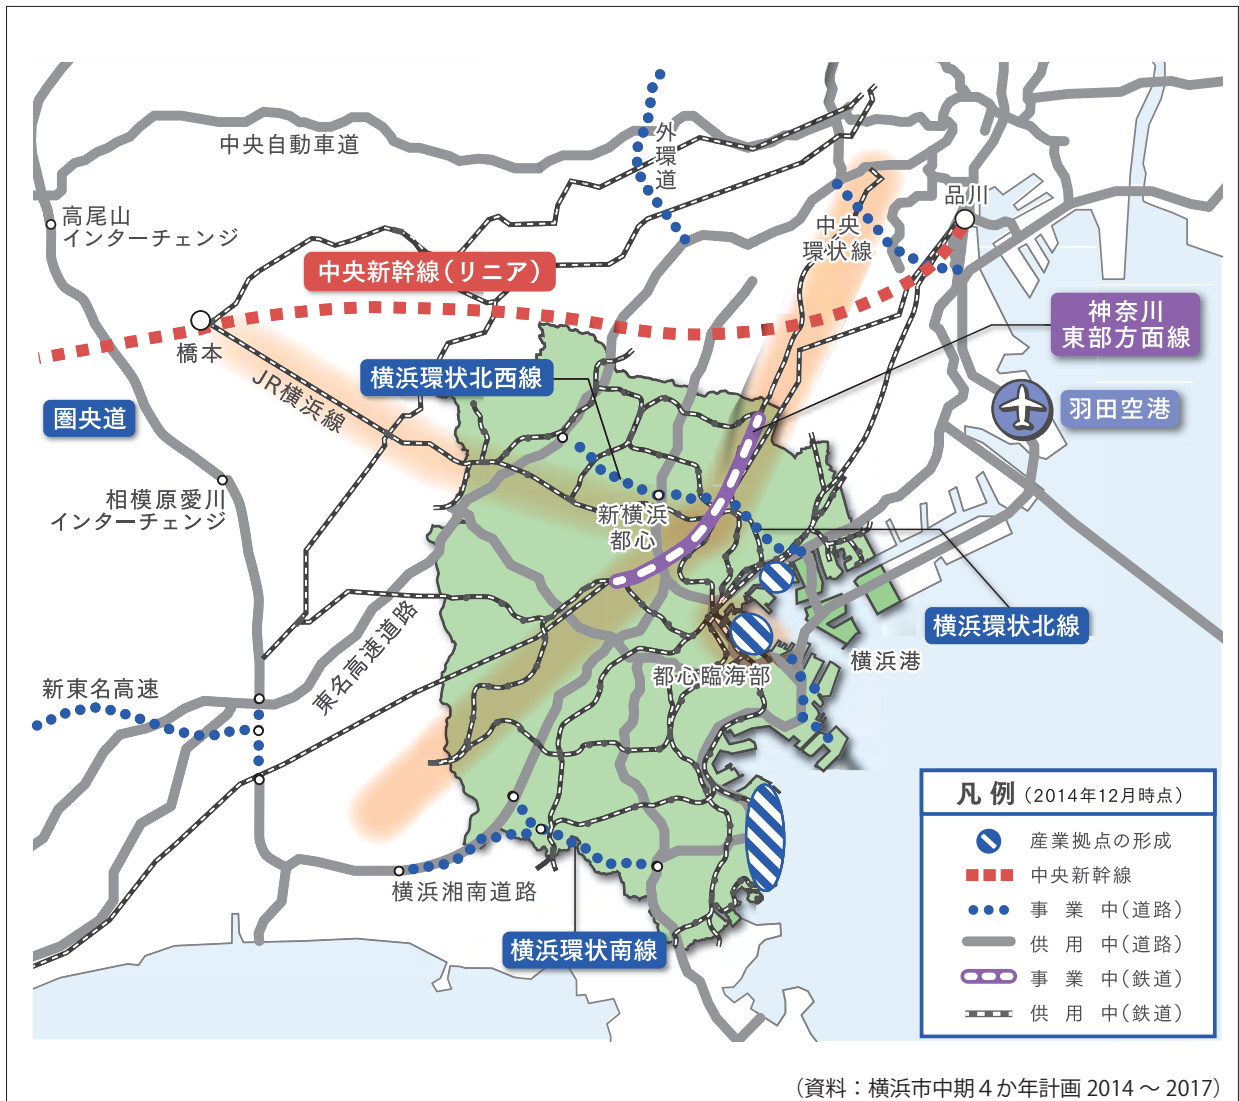 中央自動車道
外環道
高尾山
インターチェンジ
品川
中央
環状線
中央新幹線(リニア)
神奈川
東部方面線
橋本
横浜環状北西線
JR横浜線
圏央道
羽田空港
相模原愛川
インターチェンジ
新横浜
都心
横浜環状北線
東名高速道路
横浜港
都心臨海部
新東名高速
横浜湘南道路
横浜環状南線
凡例(2014年12月時点)
産業拠点の形成
中央新幹線
事業中(道路)
供用中(道路)
事業中(鉄道)
供用中(鉄道)
(資料:横浜市中期4か年計画 2014 ~ 2017)